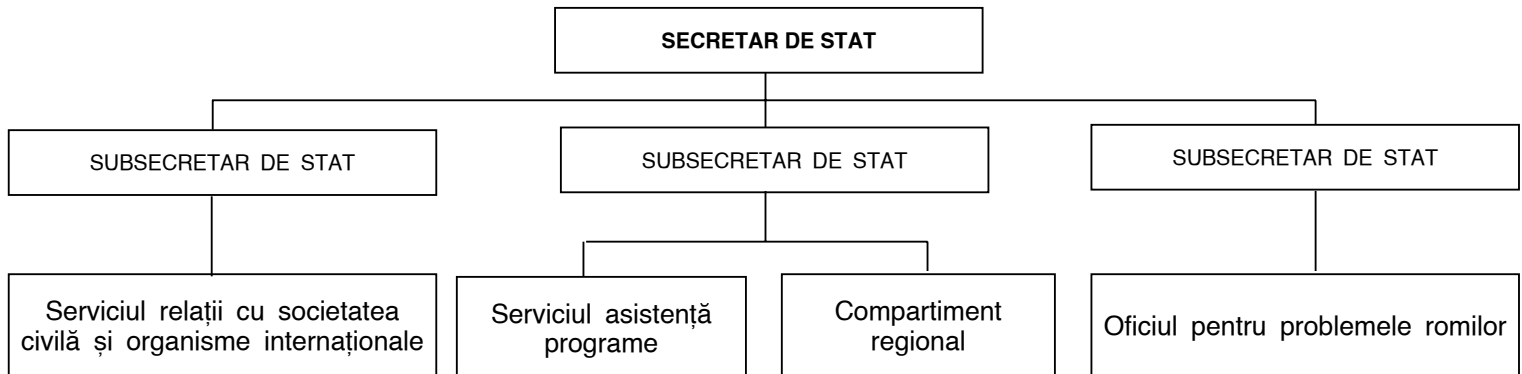 SECRETAR DE STAT
SUBSECRETAR DE STAT
SUBSECRETAR DE STAT
SUBSECRETAR DE STAT
Serviciul relații cu societatea
civilă și organisme internaționale
Serviciul asistență
programe
Compartiment
regional
Oficiul pentru problemele romilor